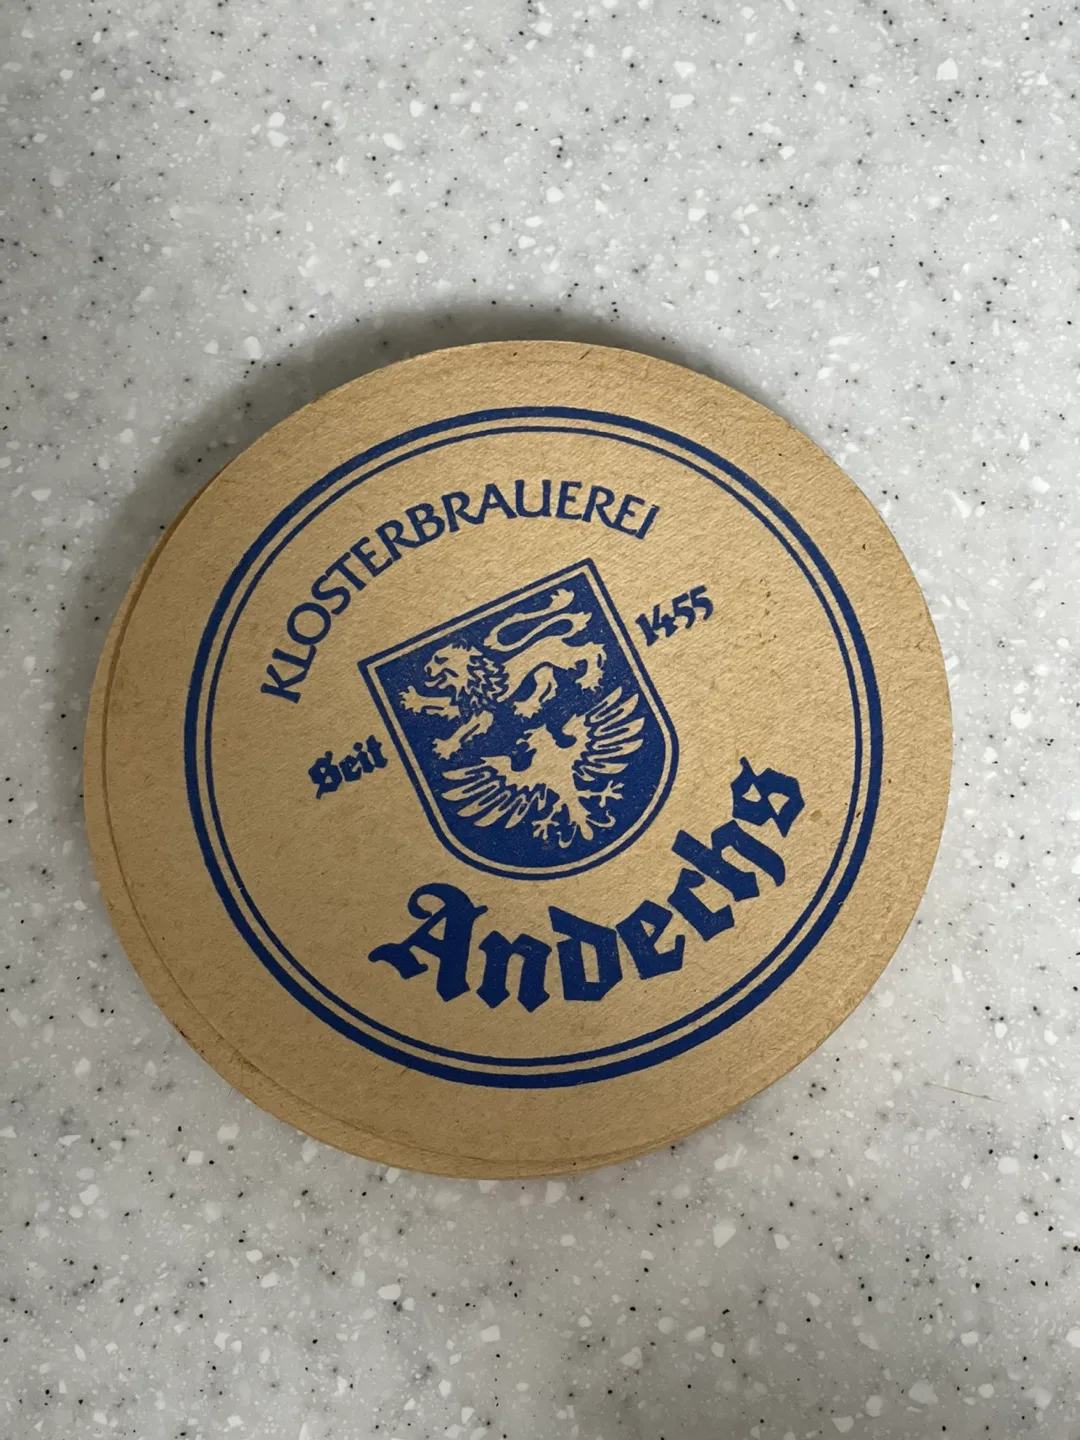 KLOSTERBRAUEREI
Seit 1455
Andechs